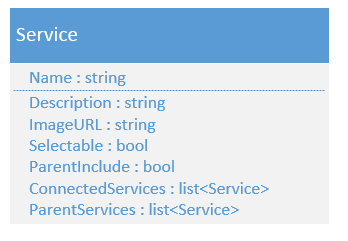 Service
Name : string
Description : string
ImageURL : string
Selectable : bool
ParentInclude : bool
ConnectedServices : list<Service>
ParentServices : list<Service>